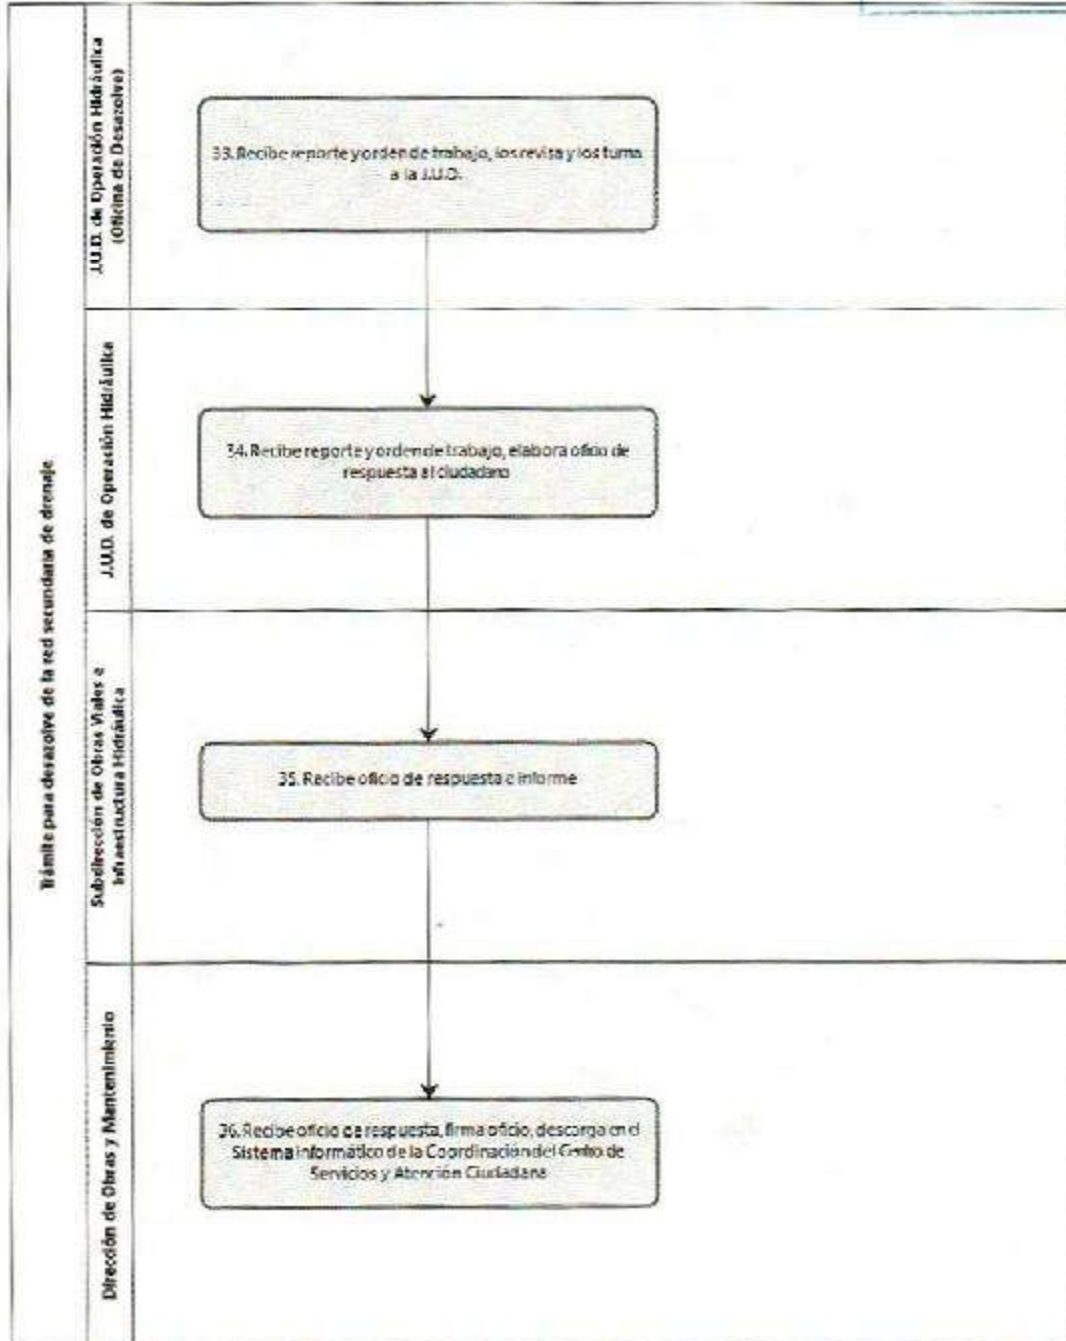 Trámite para desazolve de la red secundaria de drenaje
J.U.D. de Operación Hidráulica
(Oficina de Desazolve)
33. Recibe reporte y orden de trabajo, los revisa y los turna
a la J.U.D.
J.U.D. de Operación Hidráulica
34. Recibe reporte y orden de trabajo, elabora oficio de
respuesta al ciudadano
Subdirección de Obras Viales e
Infraestructura Hidráulica
35. Recibe oficio de respuesta e informe
Dirección de Obras y Mantenimiento
36. Recibe oficio de respuesta, firma oficio, descarga en el
Sistema informático de la Coordinación del Centro de
Servicios y Atención Ciudadana